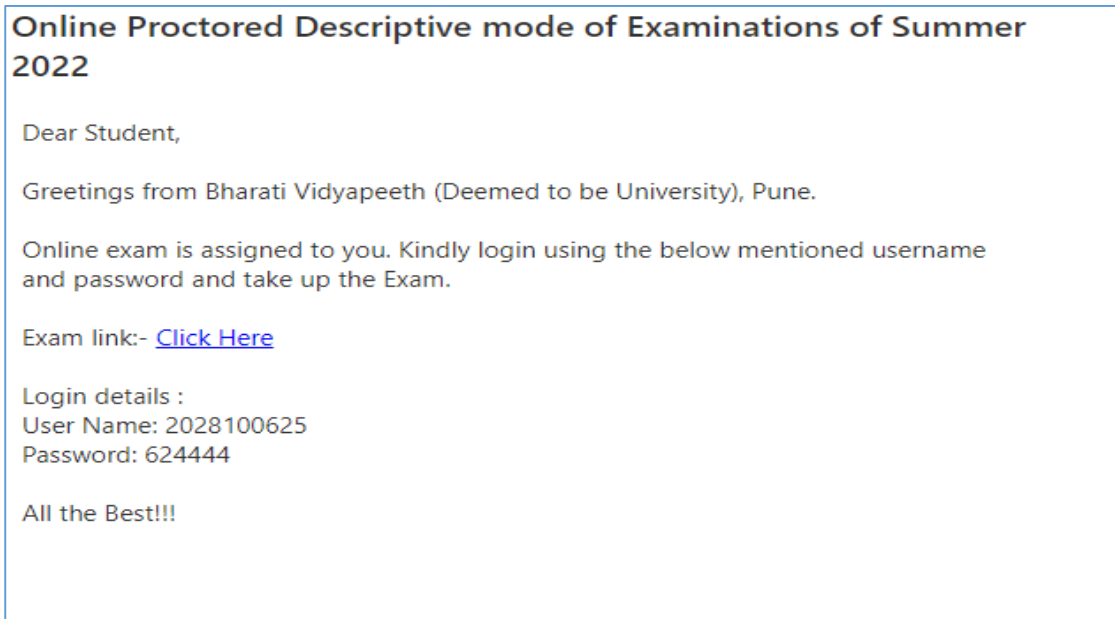 Online Proctored Descriptive mode of Examinations of Summer
2022
Dear Student,
Greetings from Bharati Vidyapeeth (Deemed to be University), Pune.
Online exam is assigned to you. Kindly login using the below mentioned username
and password and take up the Exam.
Exam link:- Click Here
Login details :
User Name: 2028100625
Password: 624444
All the Best!!!